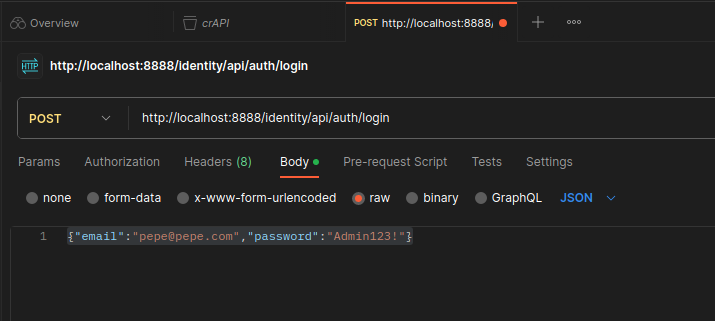 Overview crAPI POST http://localhost:8888/
HTTP http://localhost:8888/identity/api/auth/login
POST http://localhost:8888/identity/api/auth/login
Params Authorization Headers (8) Body Pre-request Script Tests Settings
none form-data x-www-form-urlencoded raw binary GraphQL JSON
1 {"email":"pepe@pepe.com","password":"Admin123!"}